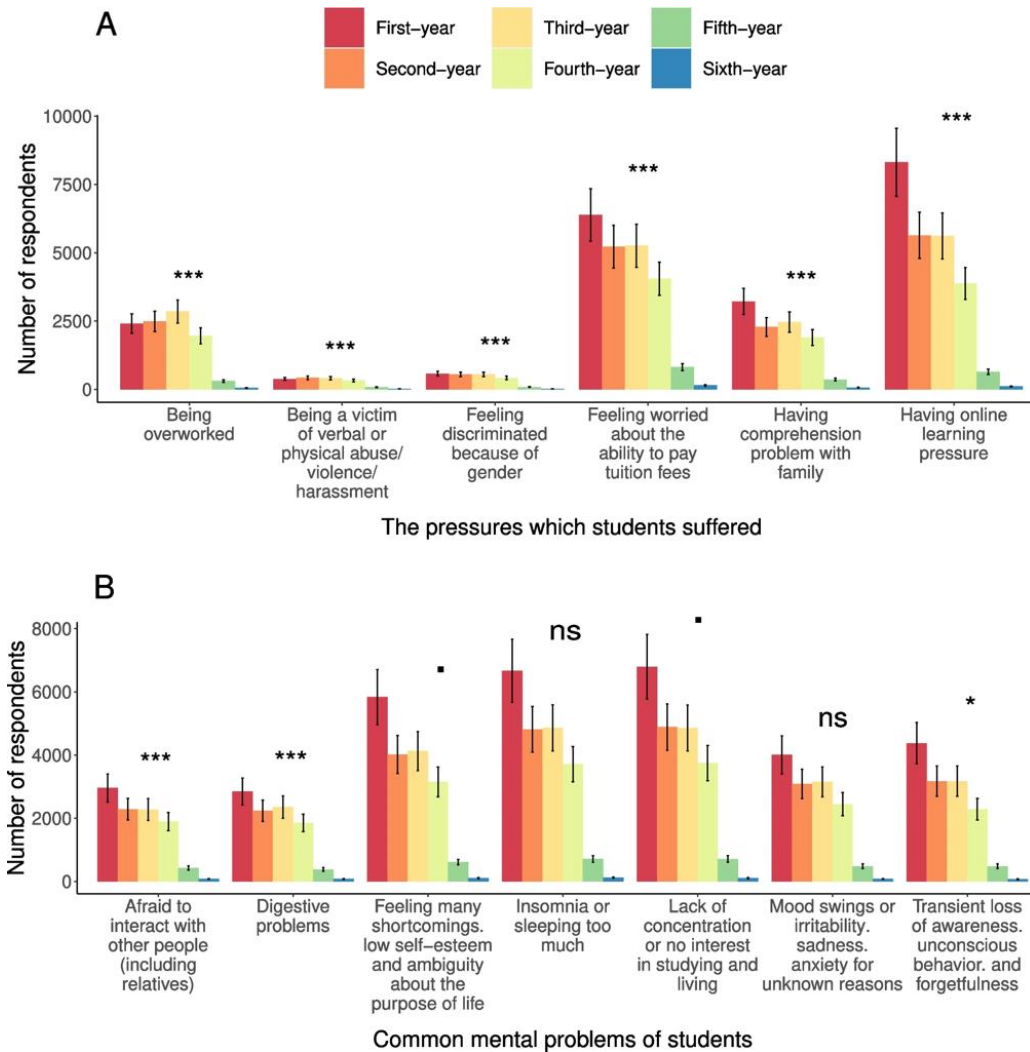 A
First-year
Third-year
Fifth-year
Second-year
Fourth-year
Sixth-year
Number of respondents
10000
7500
5000
2500
0
***
***
***
***
***
***
Being
overworked
Being a victim
of verbal or
physical abuse/
violence/
harassment
Feeling
discriminated
because of
gender
Feeling worried
about the
ability to pay
tuition fees
Having
comprehension
problem with
family
Having online
learning
pressure
The pressures which students suffered
B
Number of respondents
8000
6000
4000
2000
0
***
***
.
ns
.
ns
*
Afraid to
interact with
other people
(including
relatives)
Digestive
problems
Feeling many
shortcomings.
low self-esteem
and ambiguity
about the
purpose of life
Insomnia or
sleeping too
much
Lack of
concentration
or no interest
in studying and
living
Mood swings or
irritability.
sadness.
anxiety for
unknown reasons
Transient loss
of awareness.
unconscious
behavior. and
forgetfulness
Common mental problems of students